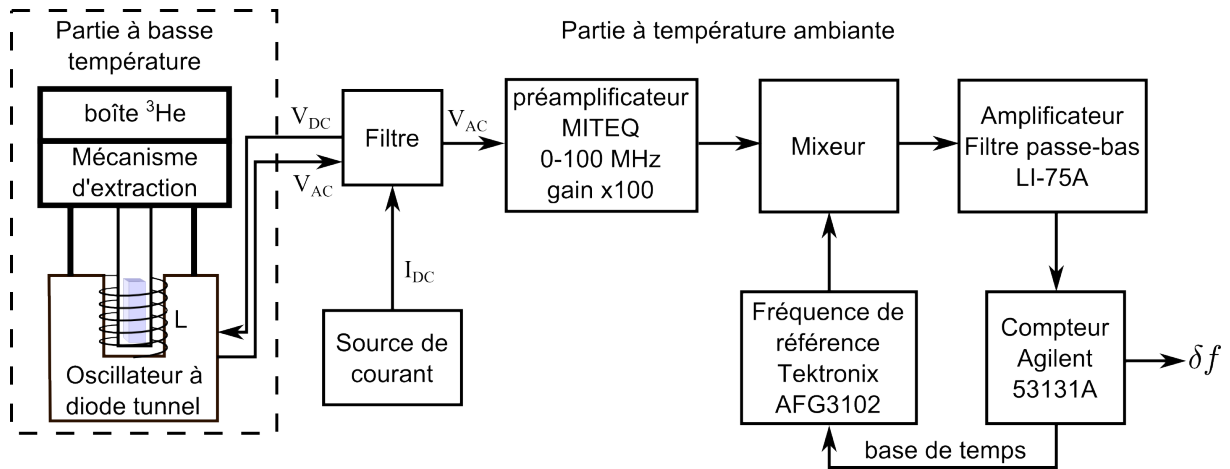 Partie à basse
température
Partie à température ambiante
boîte ³He
Mécanisme
d'extraction
L
Oscillateur à
diode tunnel
V_DC
V_AC
Filtre
V_AC
I_DC
Source de
courant
préamplificateur
MITEQ
0-100 MHz
gain x100
Mixeur
Amplificateur
Filtre passe-bas
LI-75A
Fréquence de
référence
Tektronix
AFG3102
Compteur
Agilent
53131A
δf
base de temps